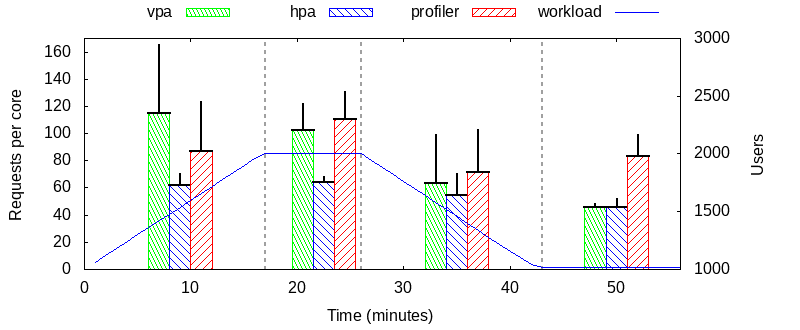 vpa hpa profiler workload
160 3000
140
120 2500
100
80 2000
60
40 1500
20
0 1000
Requests per core
Users
0 10 20 30 40 50
Time (minutes)